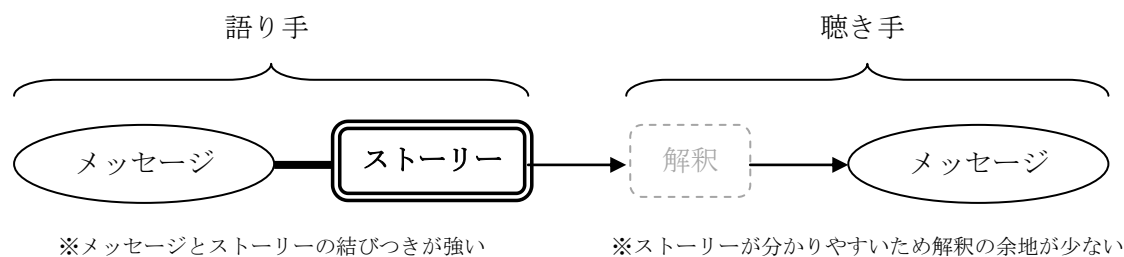 語り手
聴き手
メッセージ
ストーリー
解釈
メッセージ
※メッセージとストーリーの結びつきが強い
※ストーリーが分かりやすいため解釈の余地が少ない